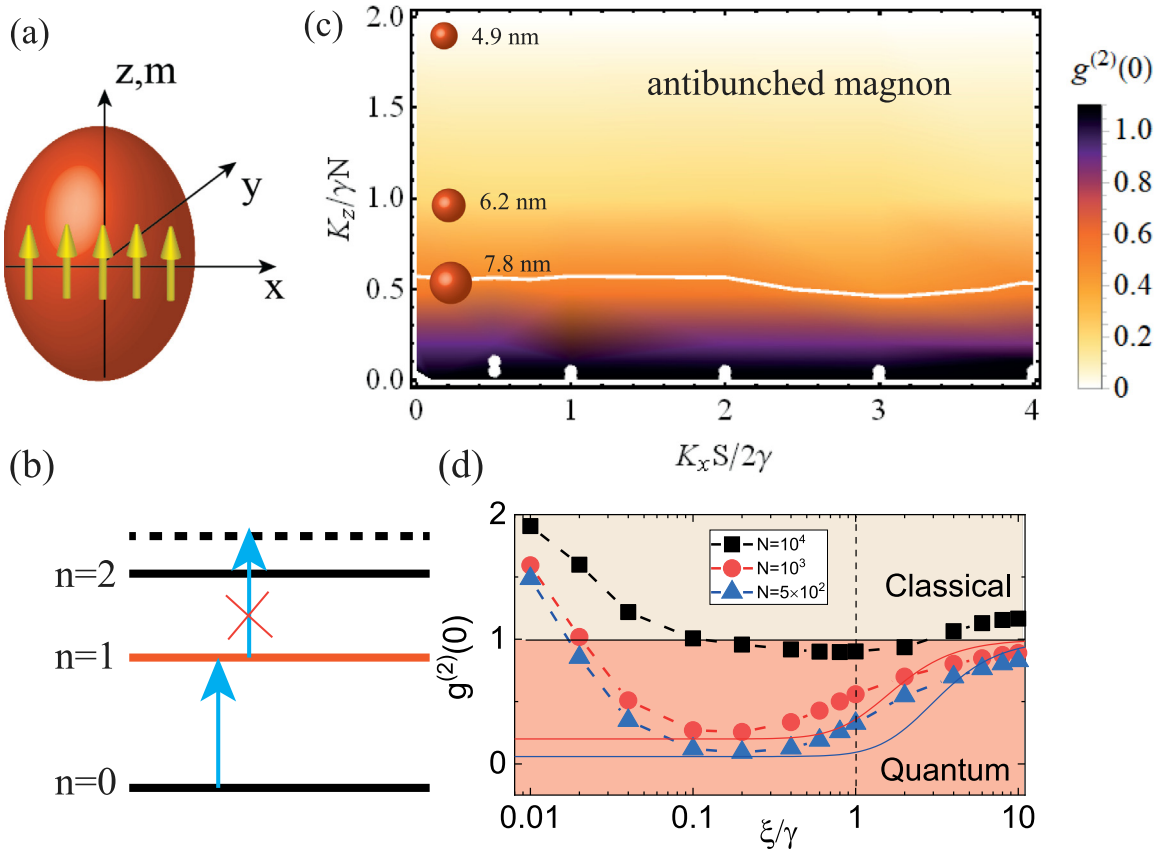 (a)
z,m
y
x
(c)
2.0
1.5
1.0
0.5
0.0
K_z/γN
4.9 nm
6.2 nm
7.8 nm
antibunched magnon
0
1
2
3
4
K_xS/2γ
g^(2)(0)
1.0
0.8
0.6
0.4
0.2
0
(b)
n=2
n=1
n=0
(d)
2
1
0
g^(2)(0)
N=10^4
N=10^3
N=5×10^2
Classical
Quantum
0.01
0.1
1
10
ξ/γ